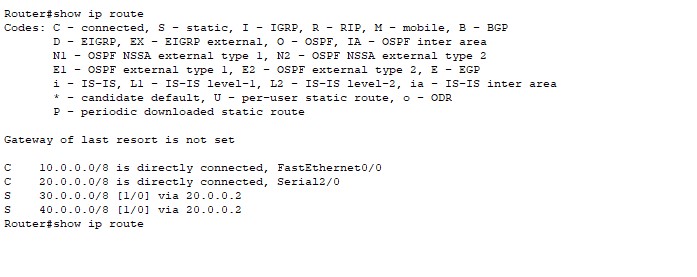 Router#show ip route
Codes: C - connected, S - static, I - IGRP, R - RIP, M - mobile, B - BGP
       D - EIGRP, EX - EIGRP external, O - OSPF, IA - OSPF inter area
       N1 - OSPF NSSA external type 1, N2 - OSPF NSSA external type 2
       E1 - OSPF external type 1, E2 - OSPF external type 2, E - EGP
       i - IS-IS, L1 - IS-IS level-1, L2 - IS-IS level-2, ia - IS-IS inter area
       * - candidate default, U - per-user static route, o - ODR
       P - periodic downloaded static route

Gateway of last resort is not set

C    10.0.0.0/8 is directly connected, FastEthernet0/0
C    20.0.0.0/8 is directly connected, Serial2/0
S    30.0.0.0/8 [1/0] via 20.0.0.2
S    40.0.0.0/8 [1/0] via 20.0.0.2
Router#show ip route